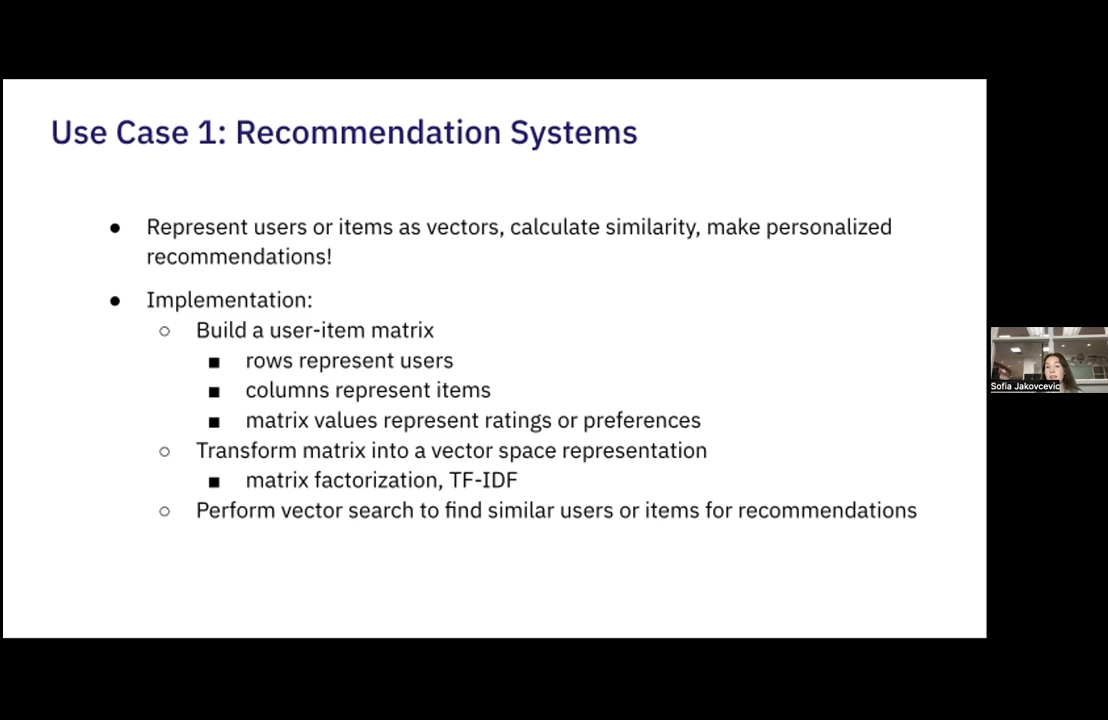 Use Case 1: Recommendation Systems
● Represent users or items as vectors, calculate similarity, make personalized
recommendations!
● Implementation:
○ Build a user-item matrix
■ rows represent users
■ columns represent items
■ matrix values represent ratings or preferences
○ Transform matrix into a vector space representation
■ matrix factorization, TF-IDF
○ Perform vector search to find similar users or items for recommendations
Sofia Jakovcevic